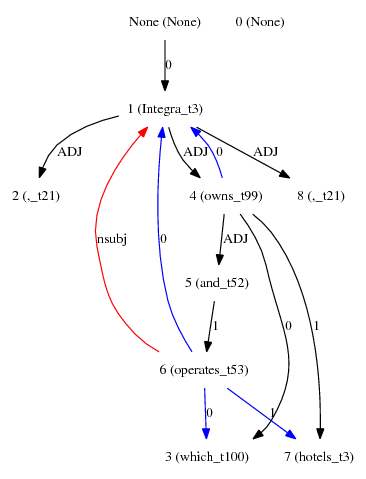 None (None) 0 (None)
0
1 (Integra_t3)
ADJ ADJ 0 ADJ
2 (,_t21) 4 (owns_t99) 8 (,_t21)
nsubj 0 ADJ
5 (and_t52)
1 0 1
6 (operates_t53)
0 1
3 (which_t100) 7 (hotels_t3)